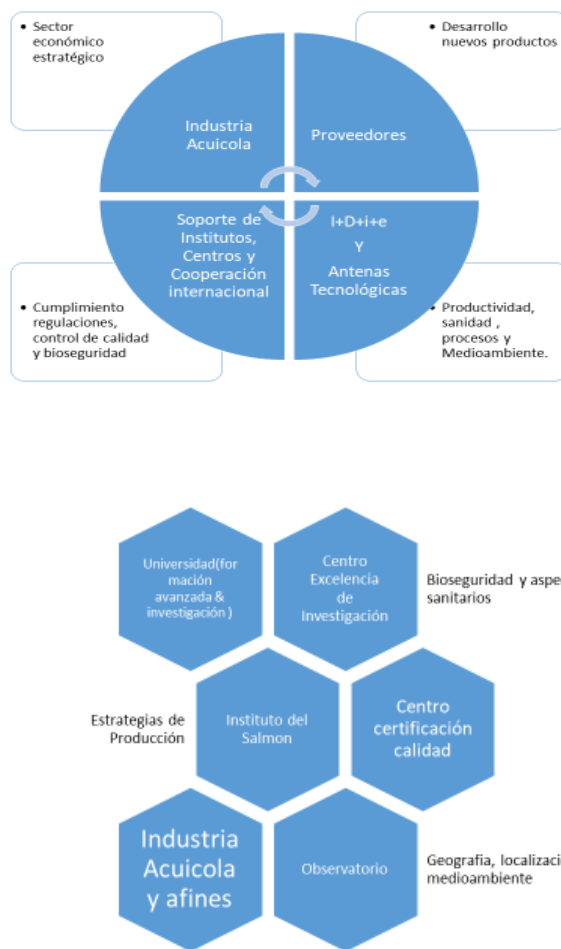 • Sector
económico
estratégico
• Desarrollo
nuevos productos
Industria
Acuicola
Proveedores
Soporte de
Institutos,
Centros y
Cooperación
internacional
I+D+i+e
Y
Antenas
Tecnológicas
• Cumplimiento
regulaciones,
control de calidad
y bioseguridad
• Productividad,
sanidad ,
procesos y
Medioambiente.
Universidad(for
mación
avanzada &
investigación )
Centro
Excelencia
de
Investigación
Bioseguridad y aspe
sanitarios
Estrategias de
Producción
Instituto del
Salmon
Centro
certificación
calidad
Industria
Acuicola
y afines
Observatorio
Geografia, localizaci
medioambiente